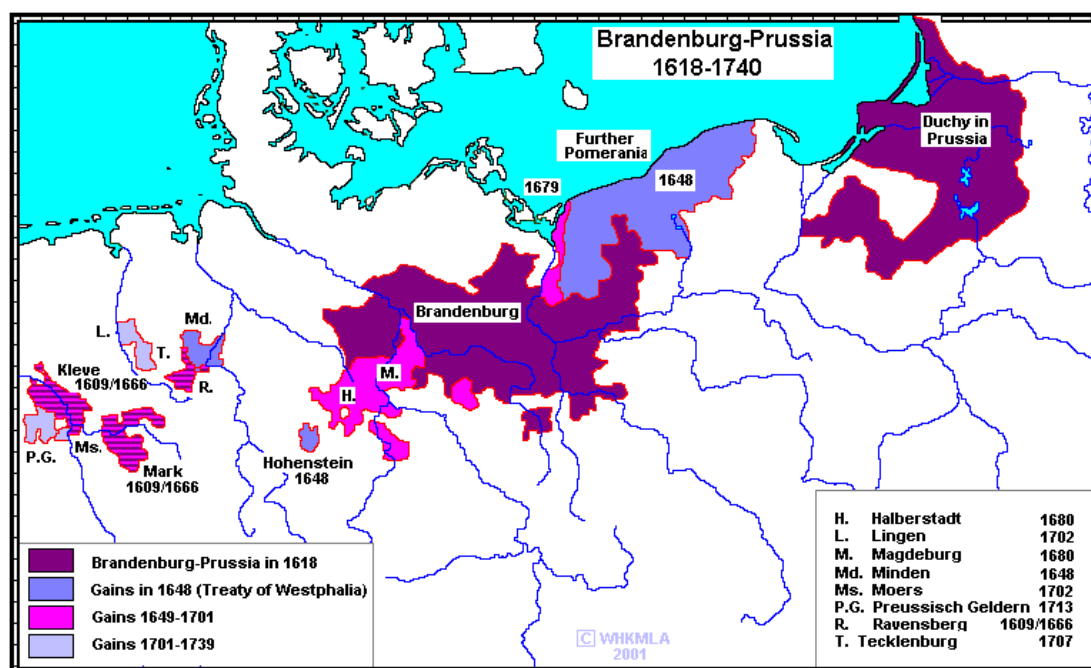 Brandenburg-Prussia
1618-1740
Further
Pomerania
Duchy in
Prussia
1679
1648
Brandenburg
L.
Md.
T.
Kleve
1609/1666
R.
M.
H.
P.G.
Ms.
Mark
1609/1666
Hohenstein
1648
Brandenburg-Prussia in 1618
Gains in 1648 (Treaty of Westphalia)
Gains 1649-1701
Gains 1701-1739
C WHKMLA
2001
H. Halberstadt 1680
L. Lingen 1702
M. Magdeburg 1680
Md. Minden 1648
Ms. Moers 1702
P.G. Preussisch Geldern 1713
R. Ravensberg 1609/1666
T. Tecklenburg 1707